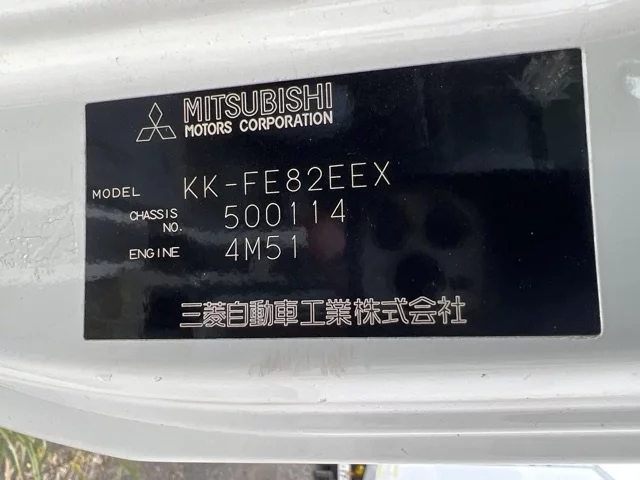 MITSUBISHI
MOTORS CORPORATION
MODEL KK-FE82EEX
CHASSIS NO. 500114
ENGINE 4M51
三菱自動車工業株式会社